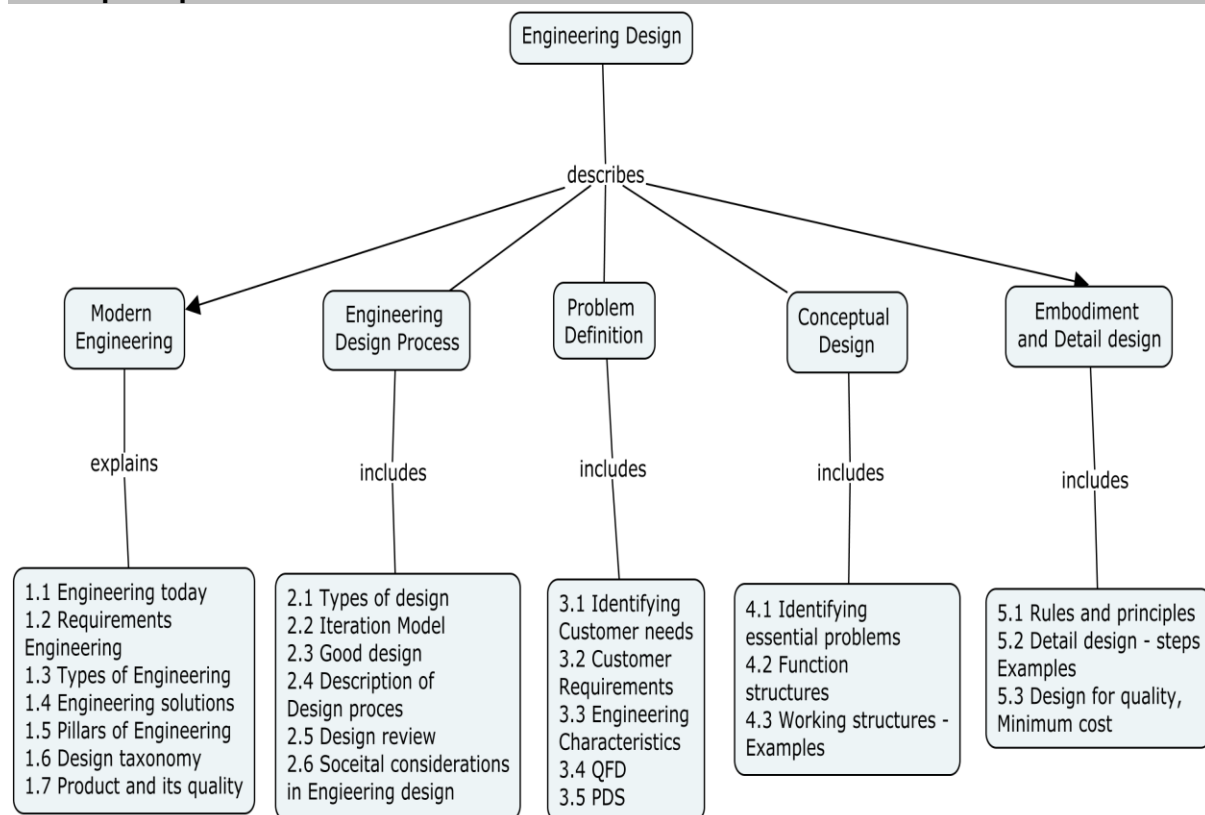 Engineering Design
describes
Modern
Engineering
Engineering
Design Process
Problem
Definition
Conceptual
Design
Embodiment
and Detail design
explains
includes
includes
includes
includes
1.1 Engineering today
1.2 Requirements
Engineering
1.3 Types of Engineering
1.4 Engineering solutions
1.5 Pillars of Engineering
1.6 Design taxonomy
1.7 Product and its quality
2.1 Types of design
2.2 Iteration Model
2.3 Good design
2.4 Description of
Design proces
2.5 Design review
2.6 Soceital considerations
in Engieering design
3.1 Identifying
Customer needs
3.2 Customer
Requirements
3.3 Engineering
Characteristics
3.4 QFD
3.5 PDS
4.1 Identifying
essential problems
4.2 Function
structures
4.3 Working structures -
Examples
5.1 Rules and principles
5.2 Detail design - steps
Examples
5.3 Design for quality,
Minimum cost